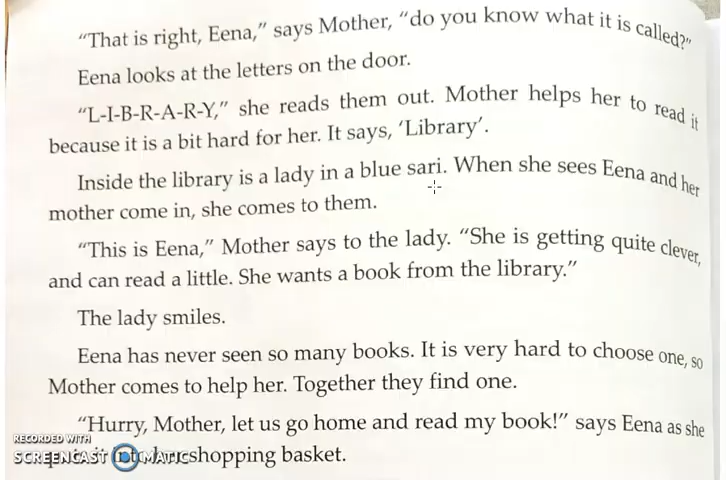 “That is right, Eena,” says Mother, “do you know what it is called?”
Eena looks at the letters on the door.
“L-I-B-R-A-R-Y,” she reads them out. Mother helps her to read it
because it is a bit hard for her. It says, ‘Library’.
Inside the library is a lady in a blue sari. When she sees Eena and her
mother come in, she comes to them.
“This is Eena,” Mother says to the lady. “She is getting quite clever,
and can read a little. She wants a book from the library.”
The lady smiles.
Eena has never seen so many books. It is very hard to choose one, so
Mother comes to help her. Together they find one.
“Hurry, Mother, let us go home and read my book!” says Eena as she
shopping basket.
RECORDED WITH
SCREENCAST MATIC